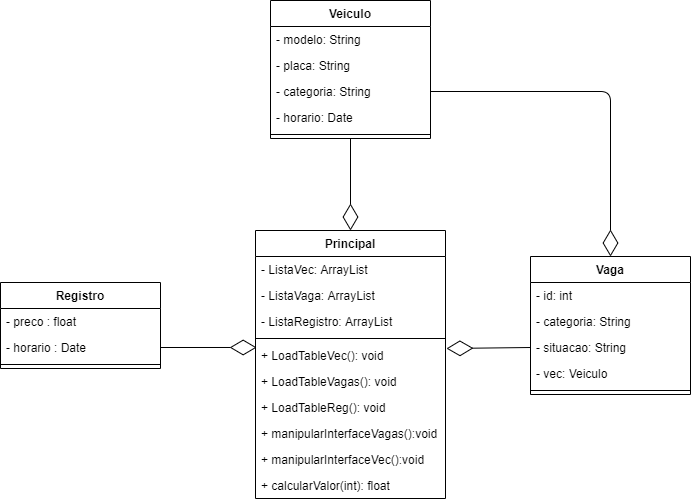 Veiculo
- modelo: String
- placa: String
- categoria: String
- horario: Date
Principal
- ListaVec: ArrayList
- ListaVaga: ArrayList
- ListaRegistro: ArrayList
+ LoadTableVec(): void
+ LoadTableVagas(): void
+ LoadTableReg(): void
+ manipularInterfaceVagas():void
+ manipularInterfaceVec():void
+ calcularValor(int): float
Vaga
- id: int
- categoria: String
- situacao: String
- vec: Veiculo
Registro
- preco : float
- horario : Date